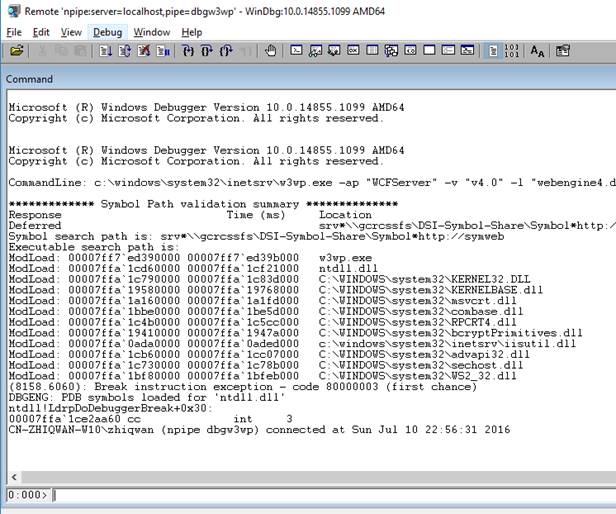 Remote 'npipe:server=localhost,pipe=dbgw3wp' - WinDbg:10.0.14855.1099 AMD64
File Edit View Debug Window Help
Command
Microsoft (R) Windows Debugger Version 10.0.14855.1099 AMD64
Copyright (c) Microsoft Corporation. All rights reserved.
Microsoft (R) Windows Debugger Version 10.0.14855.1099 AMD64
Copyright (c) Microsoft Corporation. All rights reserved.
CommandLine: c:\windows\system32\inetsrv\w3wp.exe -ap "WCFServer" -v "v4.0" -l "webengine4.d
************* Symbol Path validation summary **************
Response Time (ms) Location
Deferred srv*\\gcrcssfs\DSI-Symbol-Share\Symbol*http:/
Symbol search path is: srv*\\gcrcssfs\DSI-Symbol-Share\Symbol*http://symweb
Executable search path is:
ModLoad: 00007ff7`ed390000 00007ff7`ed39b000 w3wp.exe
ModLoad: 00007ffa`1cd60000 00007ffa`1cf21000 ntdll.dll
ModLoad: 00007ffa`1c790000 00007ffa`1c83d000 C:\WINDOWS\system32\KERNEL32.DLL
ModLoad: 00007ffa`19580000 00007ffa`19768000 C:\WINDOWS\system32\KERNELBASE.dll
ModLoad: 00007ffa`1a160000 00007ffa`1a1fd000 C:\WINDOWS\system32\msvcrt.dll
ModLoad: 00007ffa`1bbe0000 00007ffa`1be5d000 C:\WINDOWS\system32\combase.dll
ModLoad: 00007ffa`1c4b0000 00007ffa`1c5cc000 C:\WINDOWS\system32\RPCRT4.dll
ModLoad: 00007ffa`19410000 00007ffa`1947a000 C:\WINDOWS\system32\bcryptPrimitives.dll
ModLoad: 00007ffa`0ada0000 00007ffa`0aded000 c:\windows\system32\inetsrv\iisutil.dll
ModLoad: 00007ffa`1cb60000 00007ffa`1cc07000 C:\WINDOWS\system32\advapi32.dll
ModLoad: 00007ffa`1c730000 00007ffa`1c78b000 C:\WINDOWS\system32\sechost.dll
ModLoad: 00007ffa`1bf80000 00007ffa`1bfeb000 C:\WINDOWS\system32\WS2_32.dll
(8158.6060): Break instruction exception - code 80000003 (first chance)
DBGENG: PDB symbols loaded for 'ntdll.dll'
ntdll!LdrpDoDebuggerBreak+0x30:
00007ffa`1ce2aa60 cc int 3
CN-ZHIQWAN-W10\zhiqwan (npipe dbgw3wp) connected at Sun Jul 10 22:56:31 2016
0:000>